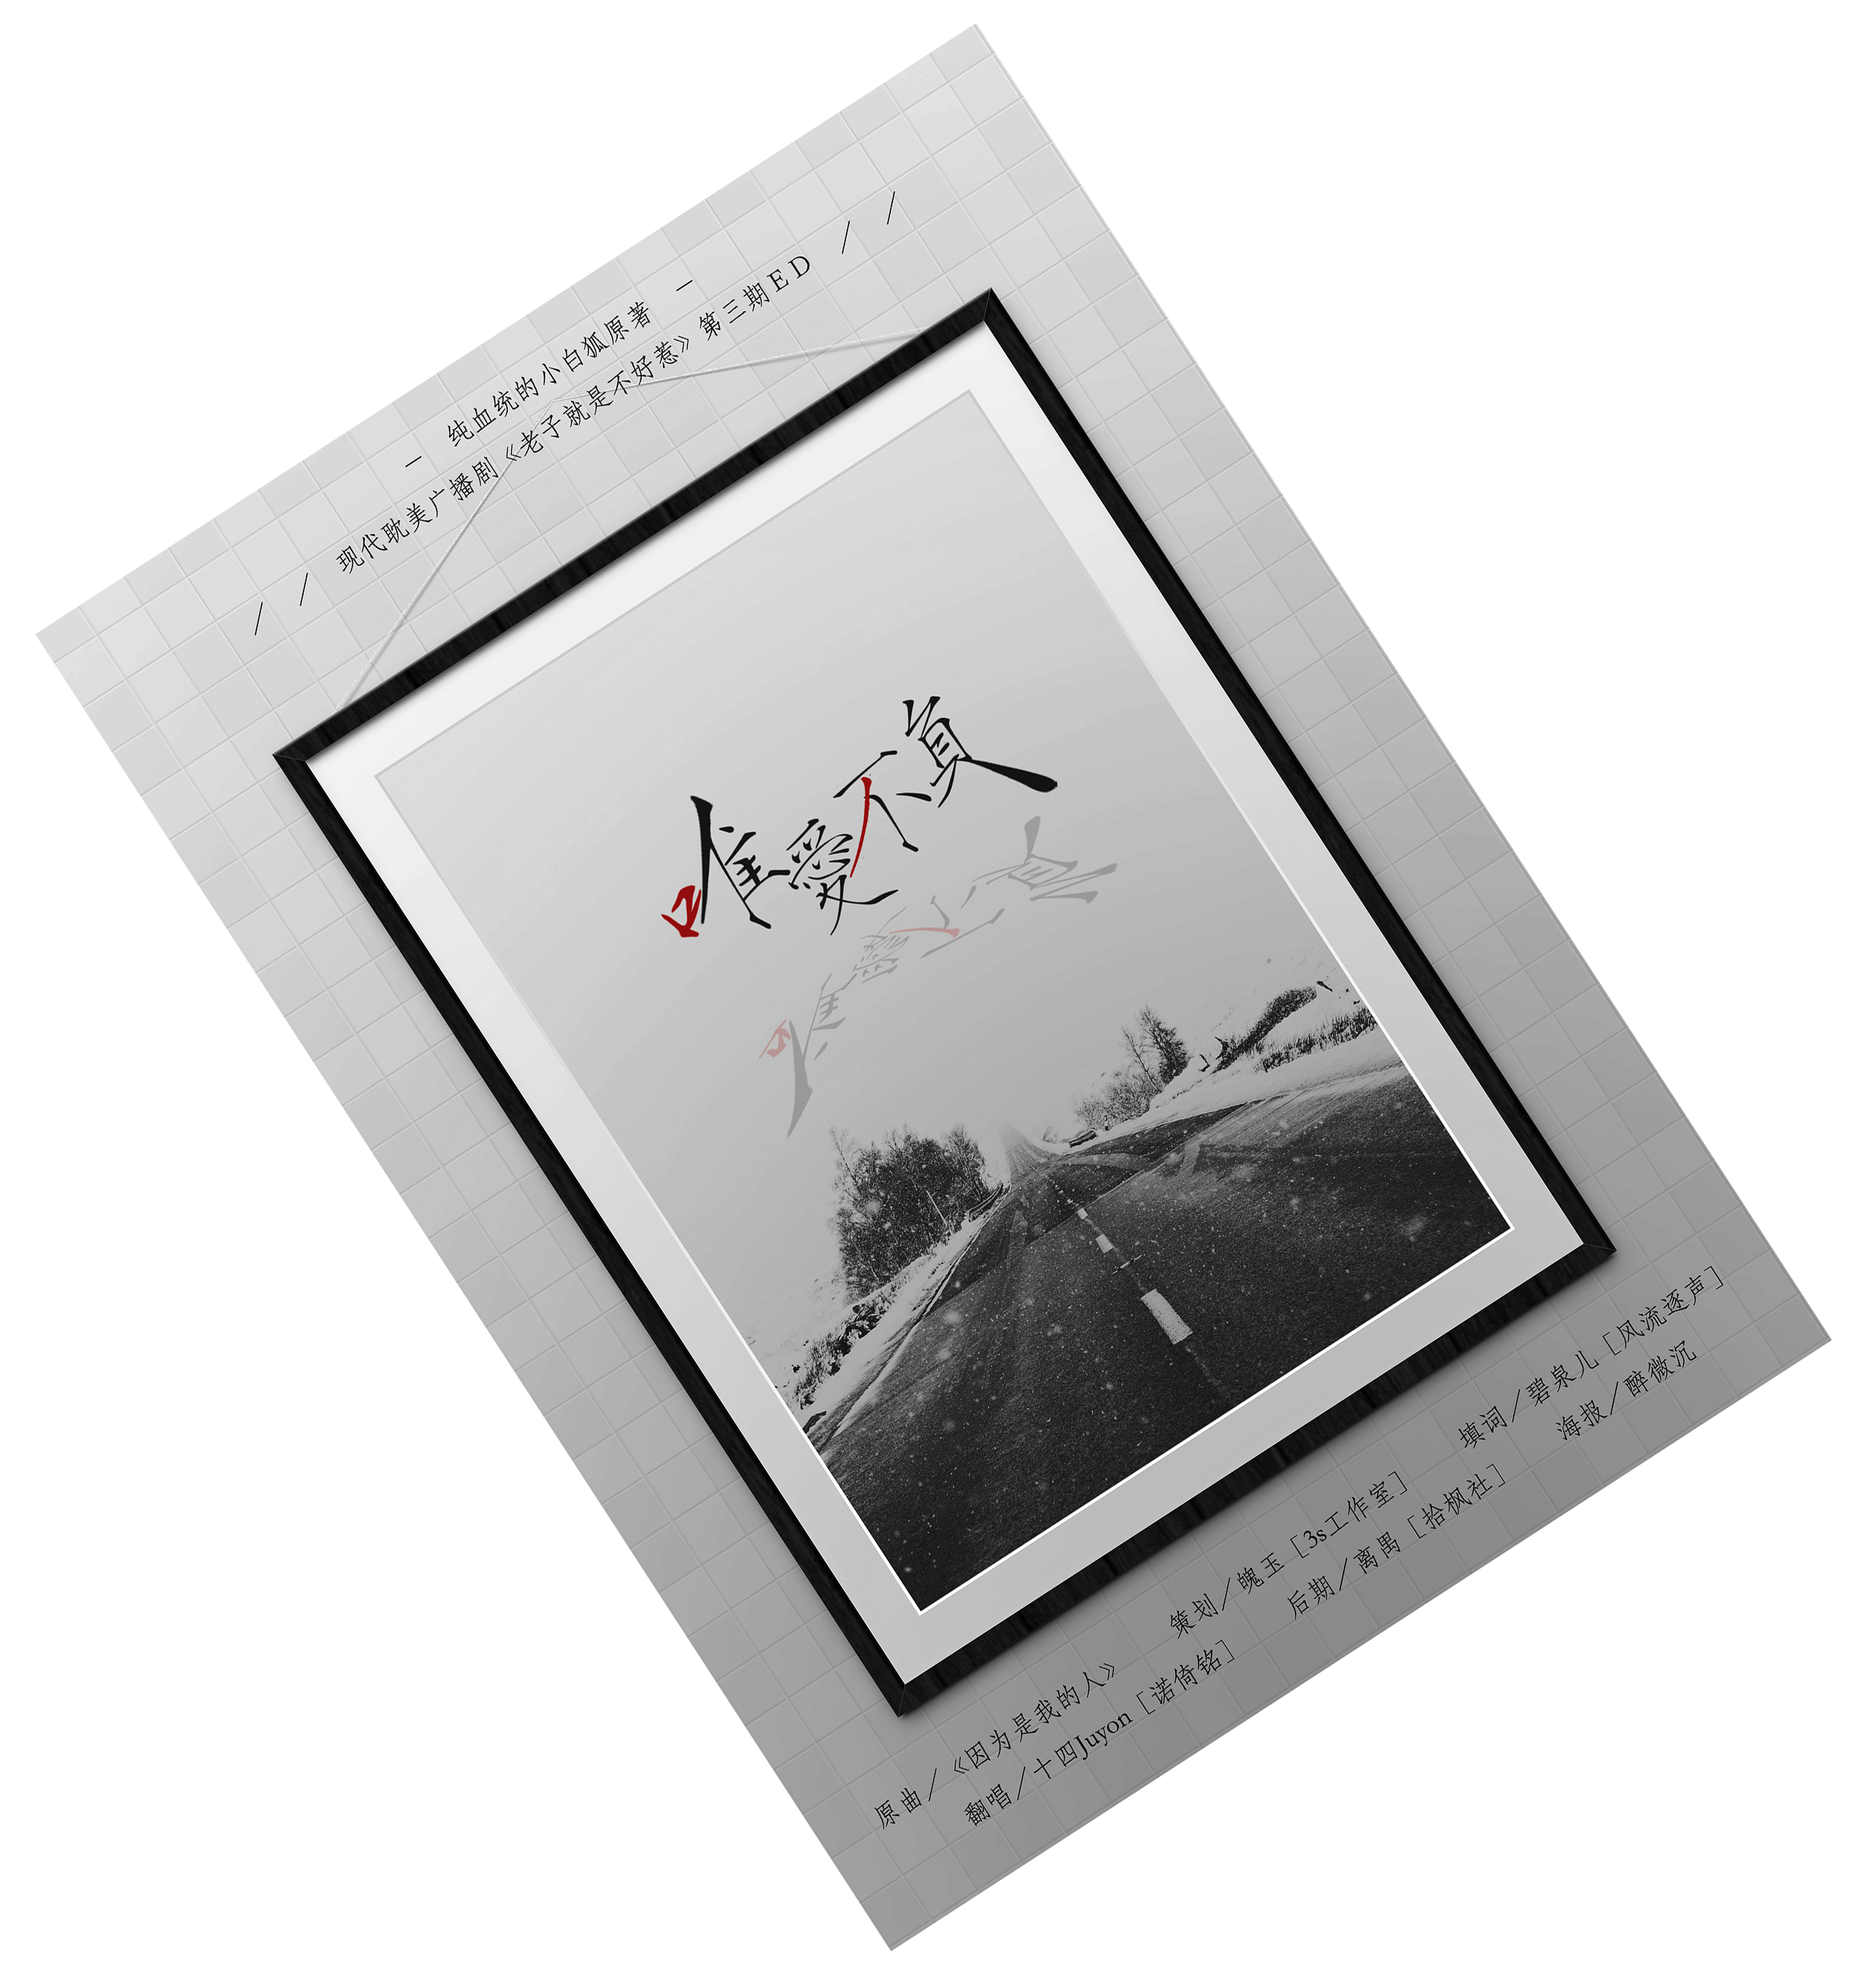 — 纯血统的小白狐原著 —
// 现代耽美广播剧《老子就是不好惹》第三期ED //
唯愛不負
原曲/《因为是我的人》 策划/魄玉[3s工作室] 填词/碧泉儿[风流逐声]
翻唱/十四Juyon[诺倚铭] 后期/离禺[拾枫社] 海报/醉微沉